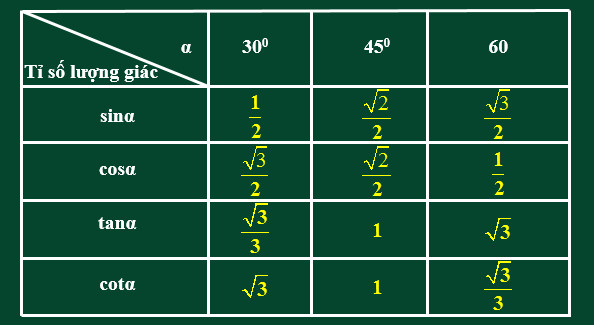 α 30⁰ 45⁰ 60
Tỉ số lượng giác
sinα 1/2 √2/2 √3/2
cosα √3/2 √2/2 1/2
tanα √3/3 1 √3
cotα √3 1 √3/3